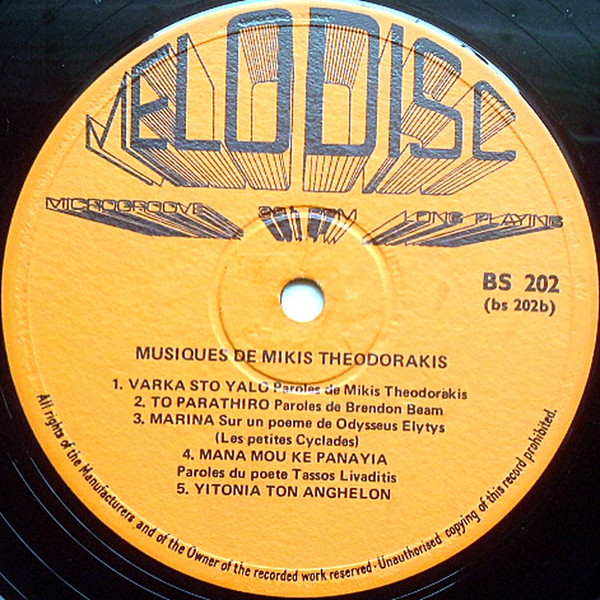 MELODISC
MICROGROOVE 33⅓ RPM LONG PLAYING
BS 202
(bs 202b)
MUSIQUES DE MIKIS THEODORAKIS
1. VARKA STO YALO Paroles de Mikis Theodorakis
2. TO PARATHIRO Paroles de Brendon Beam
3. MARINA Sur un poeme de Odysseus Elytys
(Les petites Cyclades)
4. MANA MOU KE PANAYIA
Paroles du poete Tassos Livaditis
5. YITONIA TON ANGHELON
All rights of the Manufacturers and of the Owner of the recorded work reserved · Unauthorised copying of this record prohibited.